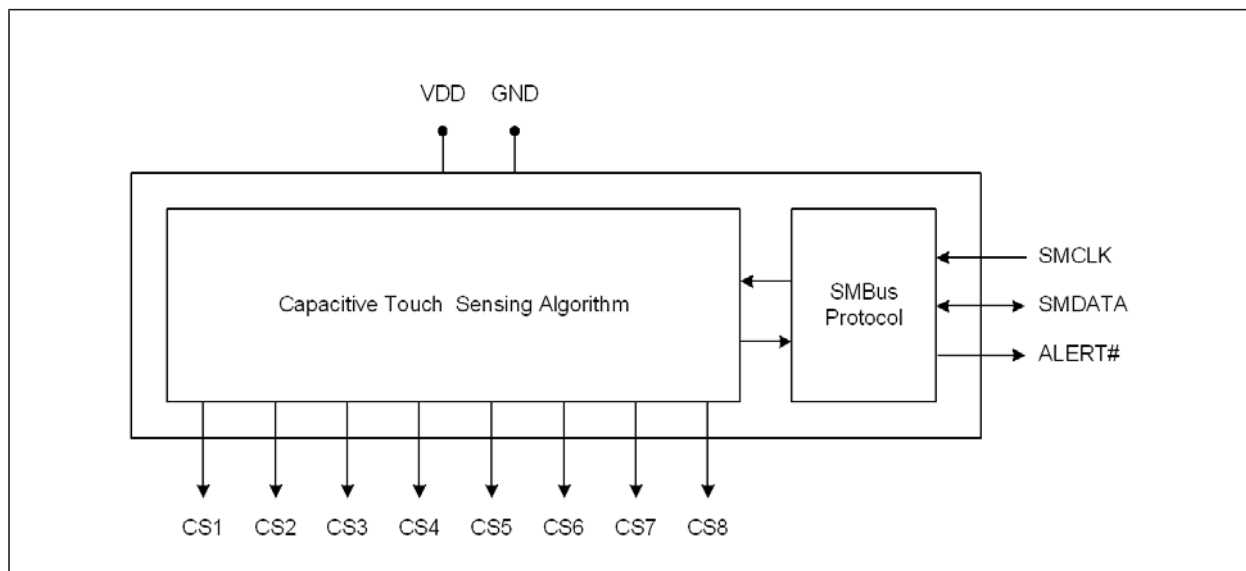 VDD GND
Capacitive Touch Sensing Algorithm
SMBus
Protocol
SMCLK
SMDATA
ALERT#
CS1 CS2 CS3 CS4 CS5 CS6 CS7 CS8